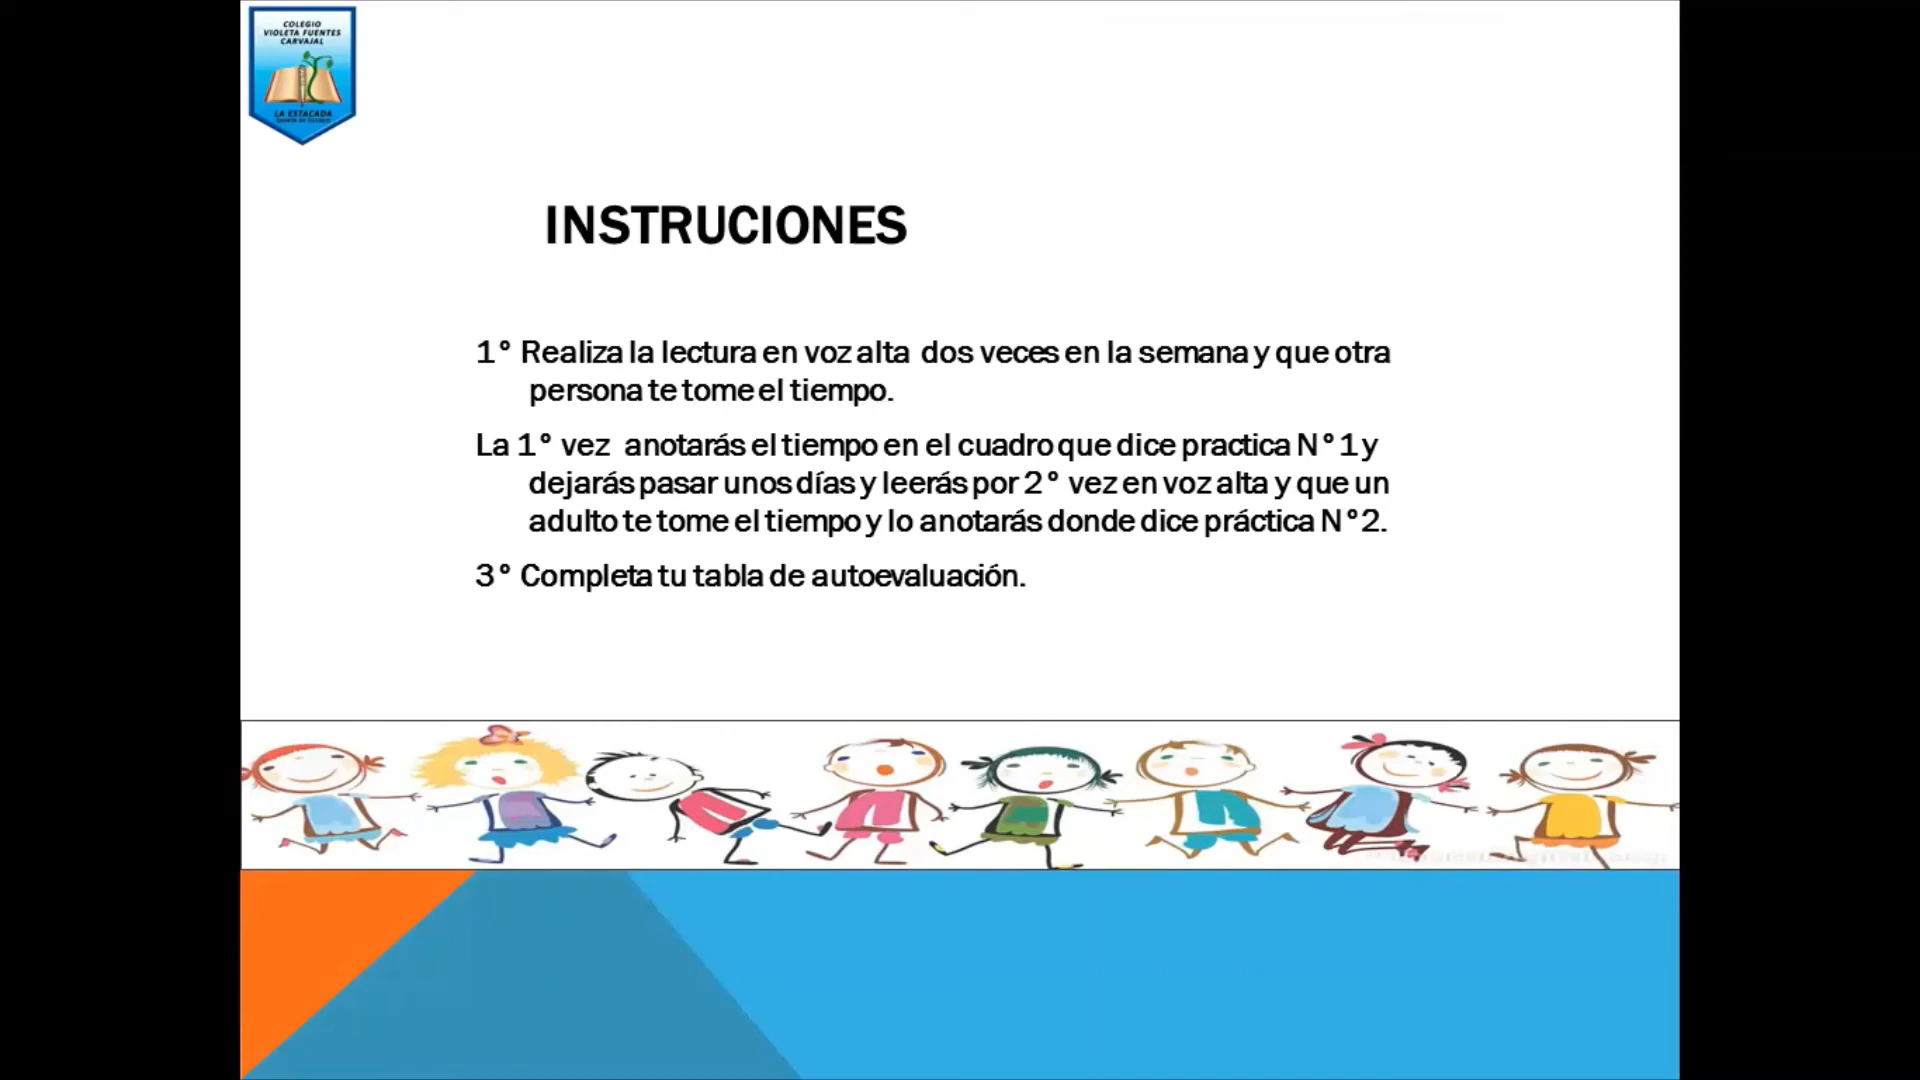 COLEGIO
VIOLETA FUENTES
CARVAJAL
LA ESTACADA
INSTRUCIONES
1° Realiza la lectura en voz alta dos veces en la semana y que otra
persona te tome el tiempo.
La 1° vez anotarás el tiempo en el cuadro que dice practica N°1 y
dejarás pasar unos días y leerás por 2° vez en voz alta y que un
adulto te tome el tiempo y lo anotarás donde dice práctica N°2.
3° Completa tu tabla de autoevaluación.